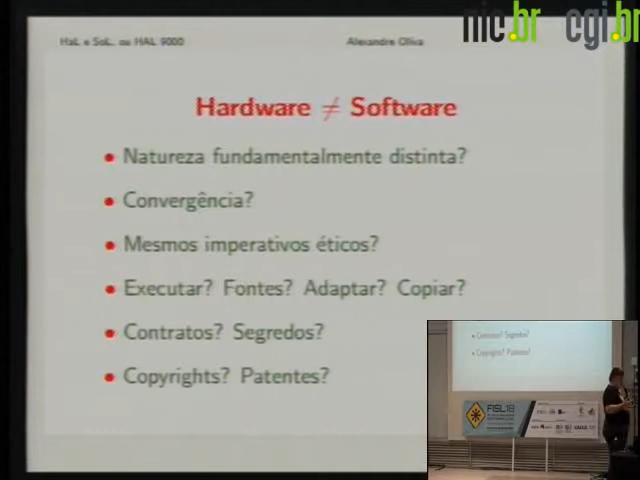 HaL e SoL, ou HAL 9000
Alexandre Oliva
nic.br cgi.br
Hardware ≠ Software
• Natureza fundamentalmente distinta?
• Convergência?
• Mesmos imperativos éticos?
• Executar? Fontes? Adaptar? Copiar?
• Contratos? Segredos?
• Copyrights? Patentes?
• Contratos? Segredos?
• Copyrights? Patentes?
FISL18